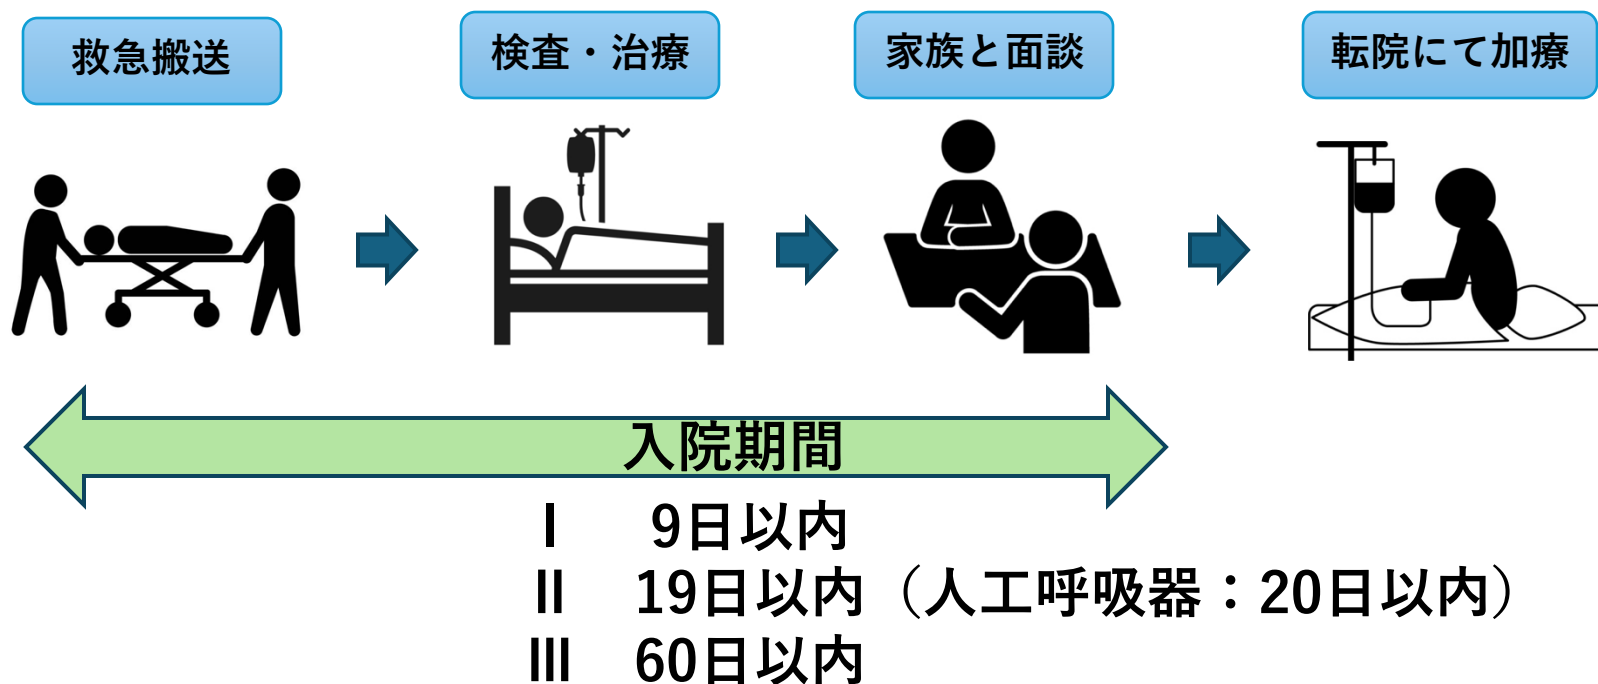 救急搬送
検査・治療
家族と面談
転院にて加療
入院期間
Ⅰ　9日以内
Ⅱ　19日以内（人工呼吸器：20日以内）
Ⅲ　60日以内